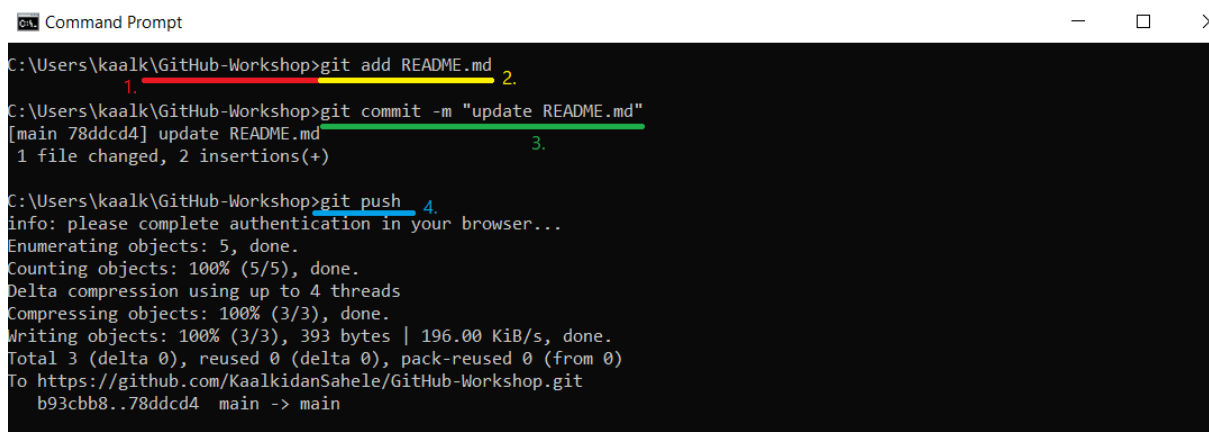 Command Prompt
C:\Users\kaalk\GitHub-Workshop>git add README.md
1.
2.
C:\Users\kaalk\GitHub-Workshop>git commit -m "update README.md"
[main 78ddcd4] update README.md
3.
1 file changed, 2 insertions(+)
C:\Users\kaalk\GitHub-Workshop>git push
4.
info: please complete authentication in your browser...
Enumerating objects: 5, done.
Counting objects: 100% (5/5), done.
Delta compression using up to 4 threads
Compressing objects: 100% (3/3), done.
Writing objects: 100% (3/3), 393 bytes | 196.00 KiB/s, done.
Total 3 (delta 0), reused 0 (delta 0), pack-reused 0 (from 0)
To https://github.com/KaalkidanSahele/GitHub-Workshop.git
b93cbb8..78ddcd4  main -> main